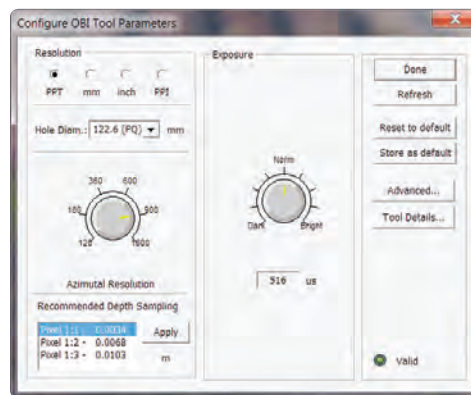 Configure OBI Tool Parameters
Resolution
PPT mm inch PPI
Hole Diam.: 122.6 (PQ) mm
360 600
180 900
120 1800
Azimutal Resolution
Recommended Depth Sampling
Pixel 1:1 - 0.0034
Pixel 1:2 - 0.0068
Pixel 1:3 - 0.0103
Apply
m
Exposure
Norm
Dark Bright
516 us
Done
Refresh
Reset to default
Store as default
Advanced...
Tool Details...
Valid